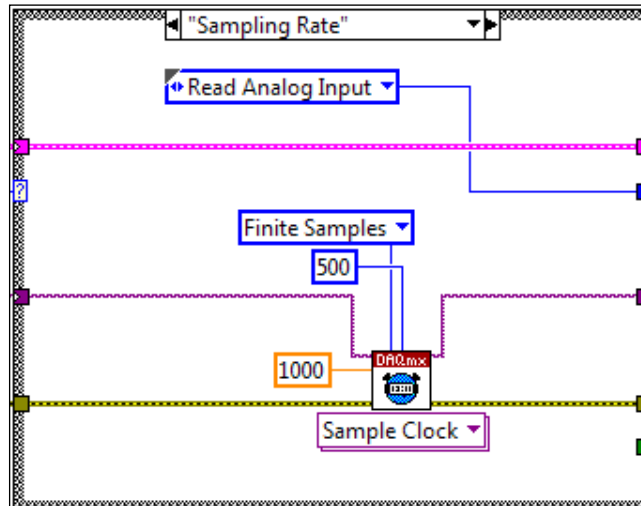 "Sampling Rate"
Read Analog Input
?
Finite Samples
500
1000
DAQmx
Sample Clock